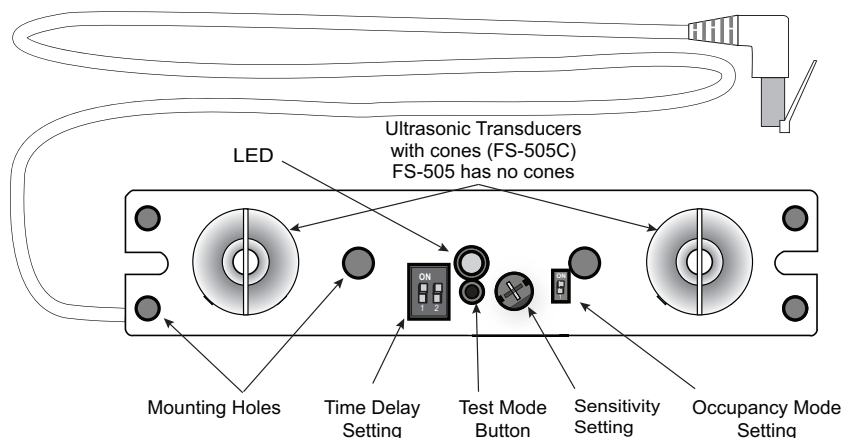 Ultrasonic Transducers
with cones (FS-505C)
FS-505 has no cones
LED
ON
1 2
ON
Mounting Holes
Time Delay
Setting
Test Mode
Button
Sensitivity
Setting
Occupancy Mode
Setting